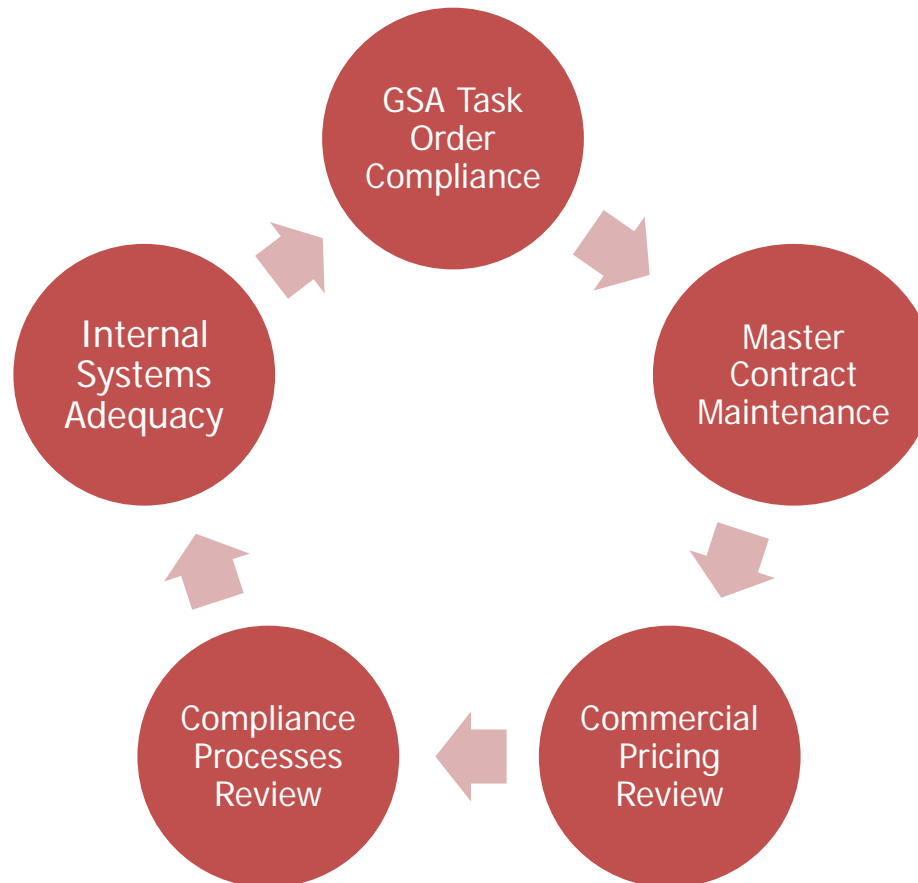 GSA Task
Order
Compliance
Internal
Systems
Adequacy
Master
Contract
Maintenance
Compliance
Processes
Review
Commercial
Pricing
Review